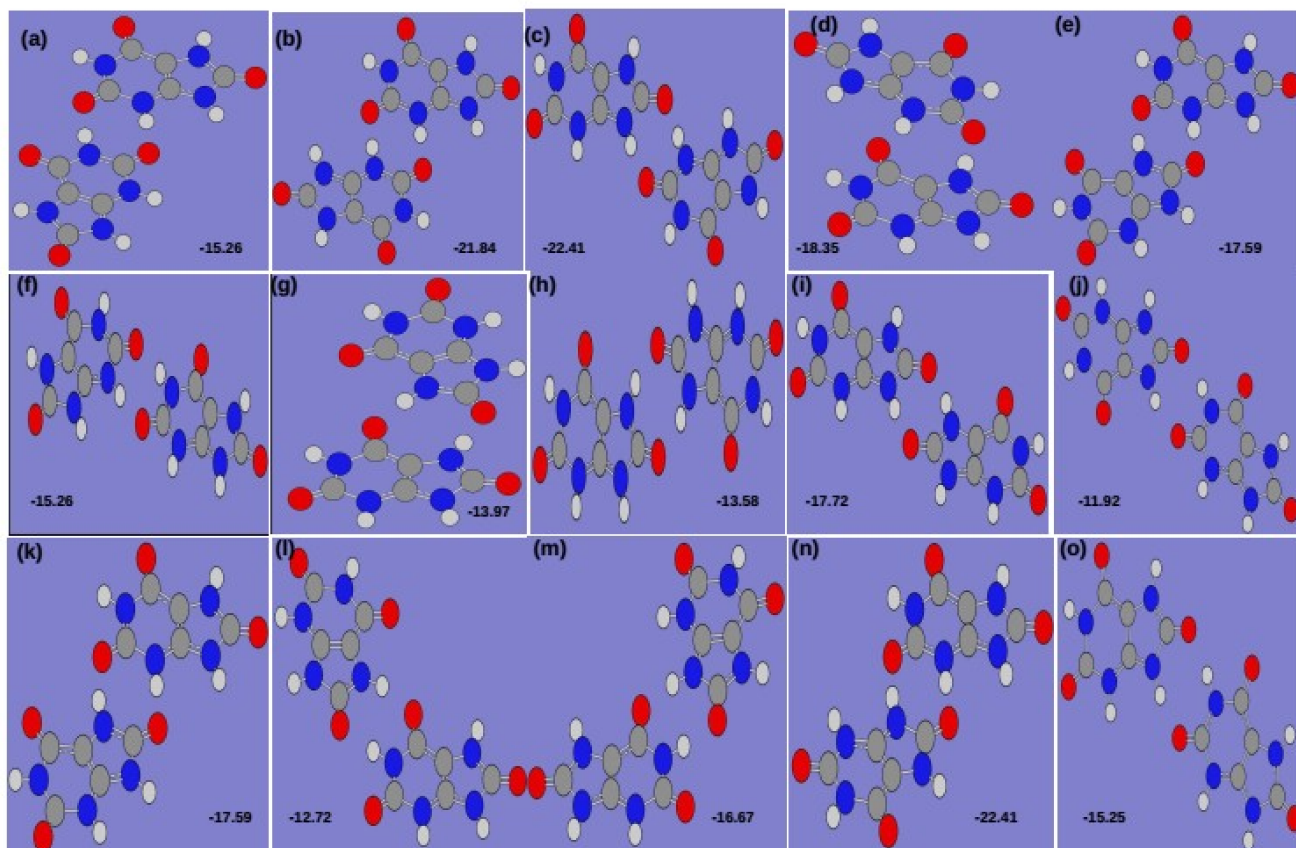 (a)
-15.26
(b)
-21.84
(c)
-22.41
(d)
-18.35
(e)
-17.59
(f)
-15.26
(g)
-13.97
(h)
-13.58
(i)
-17.72
(j)
-11.92
(k)
-17.59
(l)
-12.72
(m)
-16.67
(n)
-22.41
(o)
-15.25